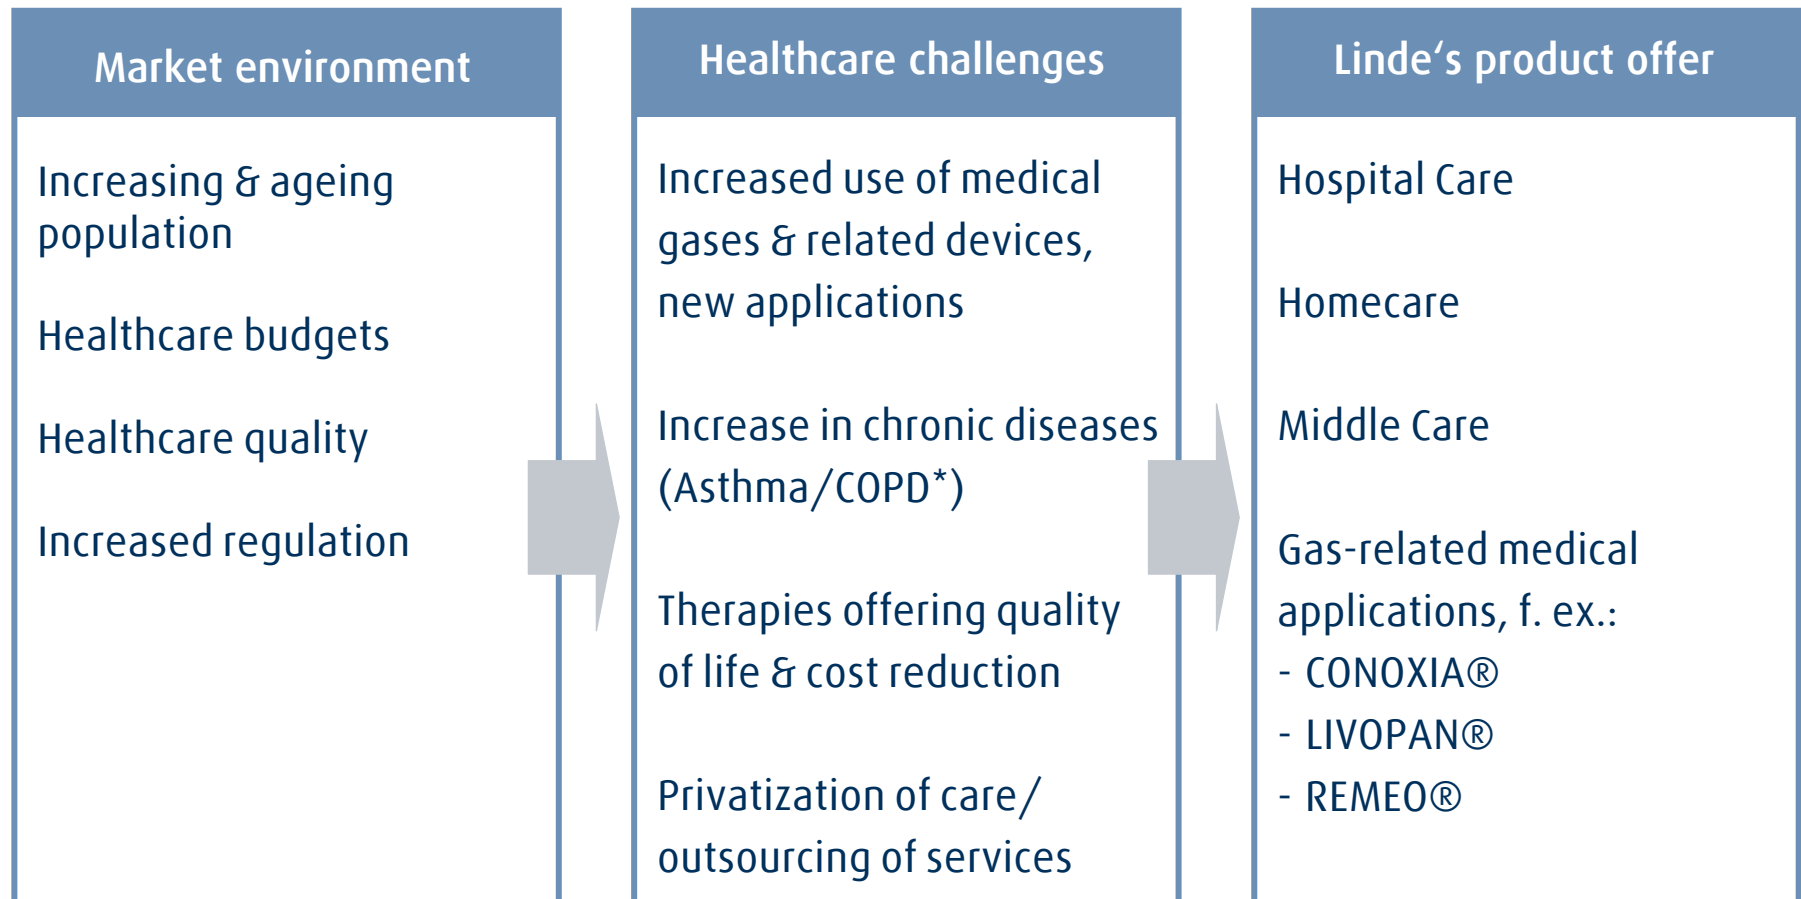 Market environment
Increasing & ageing
population
Healthcare budgets
Healthcare quality
Increased regulation
Healthcare challenges
Increased use of medical
gases & related devices,
new applications
Increase in chronic diseases
(Asthma/COPD*)
Therapies offering quality
of life & cost reduction
Privatization of care/
outsourcing of services
Linde‘s product offer
Hospital Care
Homecare
Middle Care
Gas-related medical
applications, f. ex.:
- CONOXIA®
- LIVOPAN®
- REMEO®